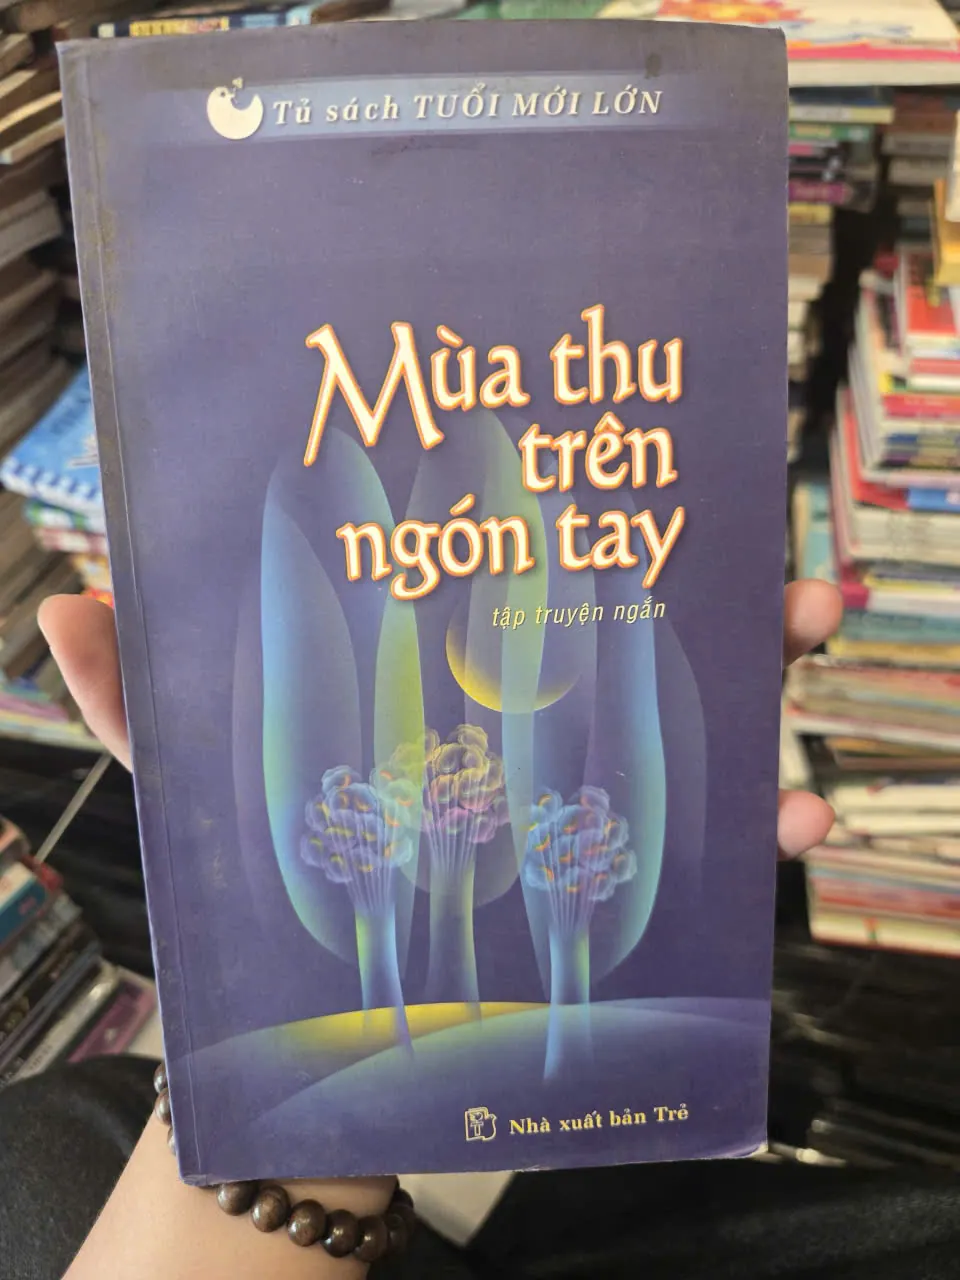 Tủ sách TUỔI MỚI LỚN
Mùa thu
trên
ngón tay
tập truyện ngắn
Nhà xuất bản Trẻ